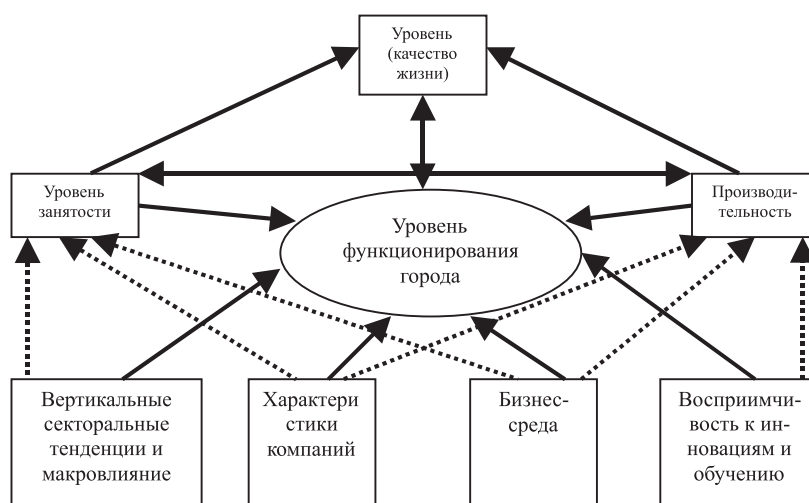 Уровень
(качество
жизни)
Уровень
занятости
Производи-
тельность
Уровень
функционирования
города
Вертикальные
секторальные
тенденции и
макровлияние
Характери
стики
компаний
Бизнес-
среда
Восприимчи-
вость к ин-
новациям и
обучению